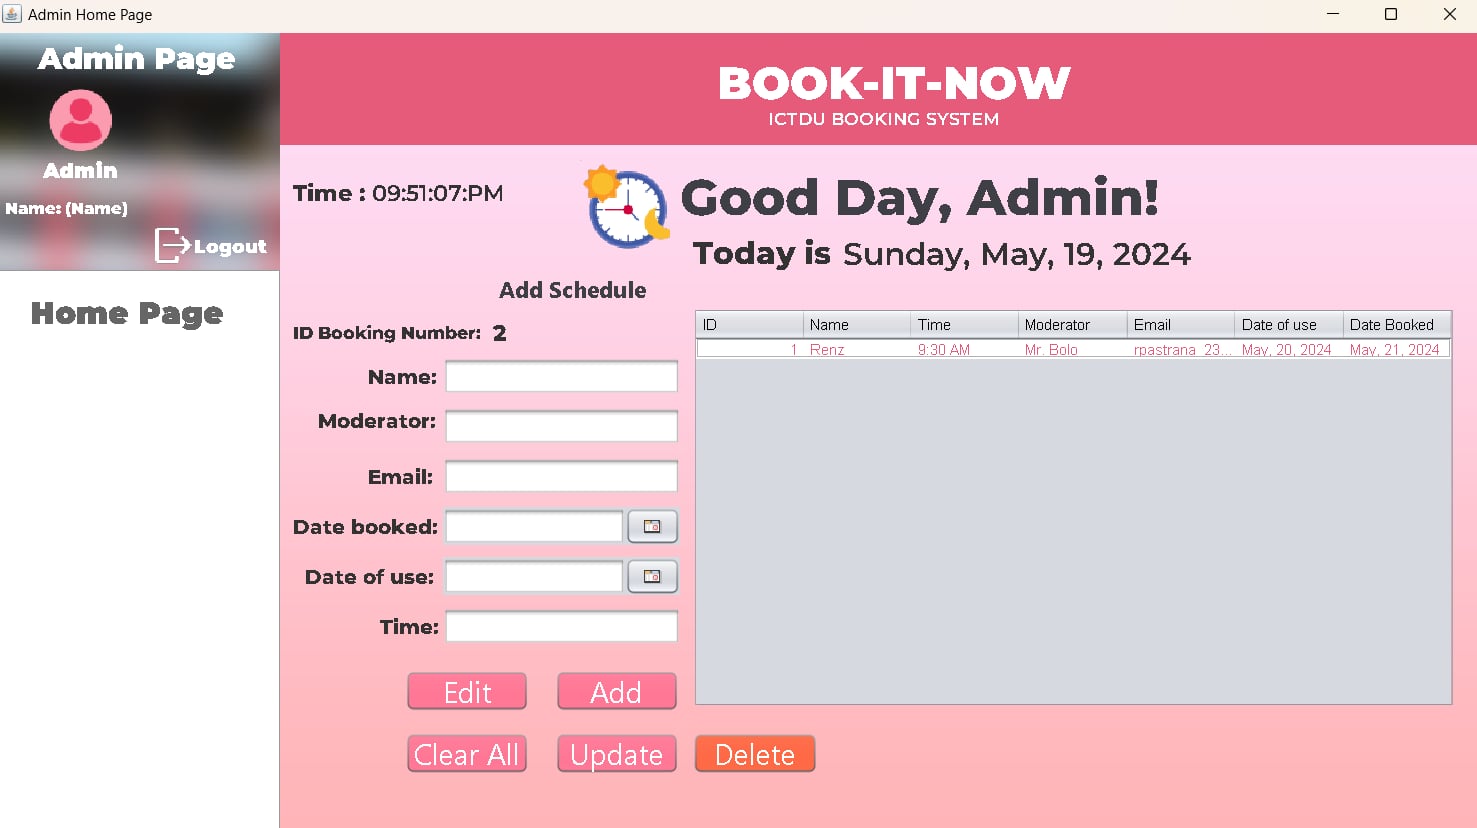 Admin Home Page
Admin Page
Admin
Name: (Name)
Logout
Home Page
BOOK-IT-NOW
ICTDU BOOKING SYSTEM
Time : 09:51:07:PM
Good Day, Admin!
Today is Sunday, May, 19, 2024
Add Schedule
ID Booking Number: 2
Name:
Moderator:
Email:
Date booked:
Date of use:
Time:
Edit Add
Clear All Update Delete
ID Name Time Moderator Email Date of use Date Booked
1 Renz 9:30 AM Mr. Bolo rpastrana_23... May, 20, 2024 May, 21, 2024